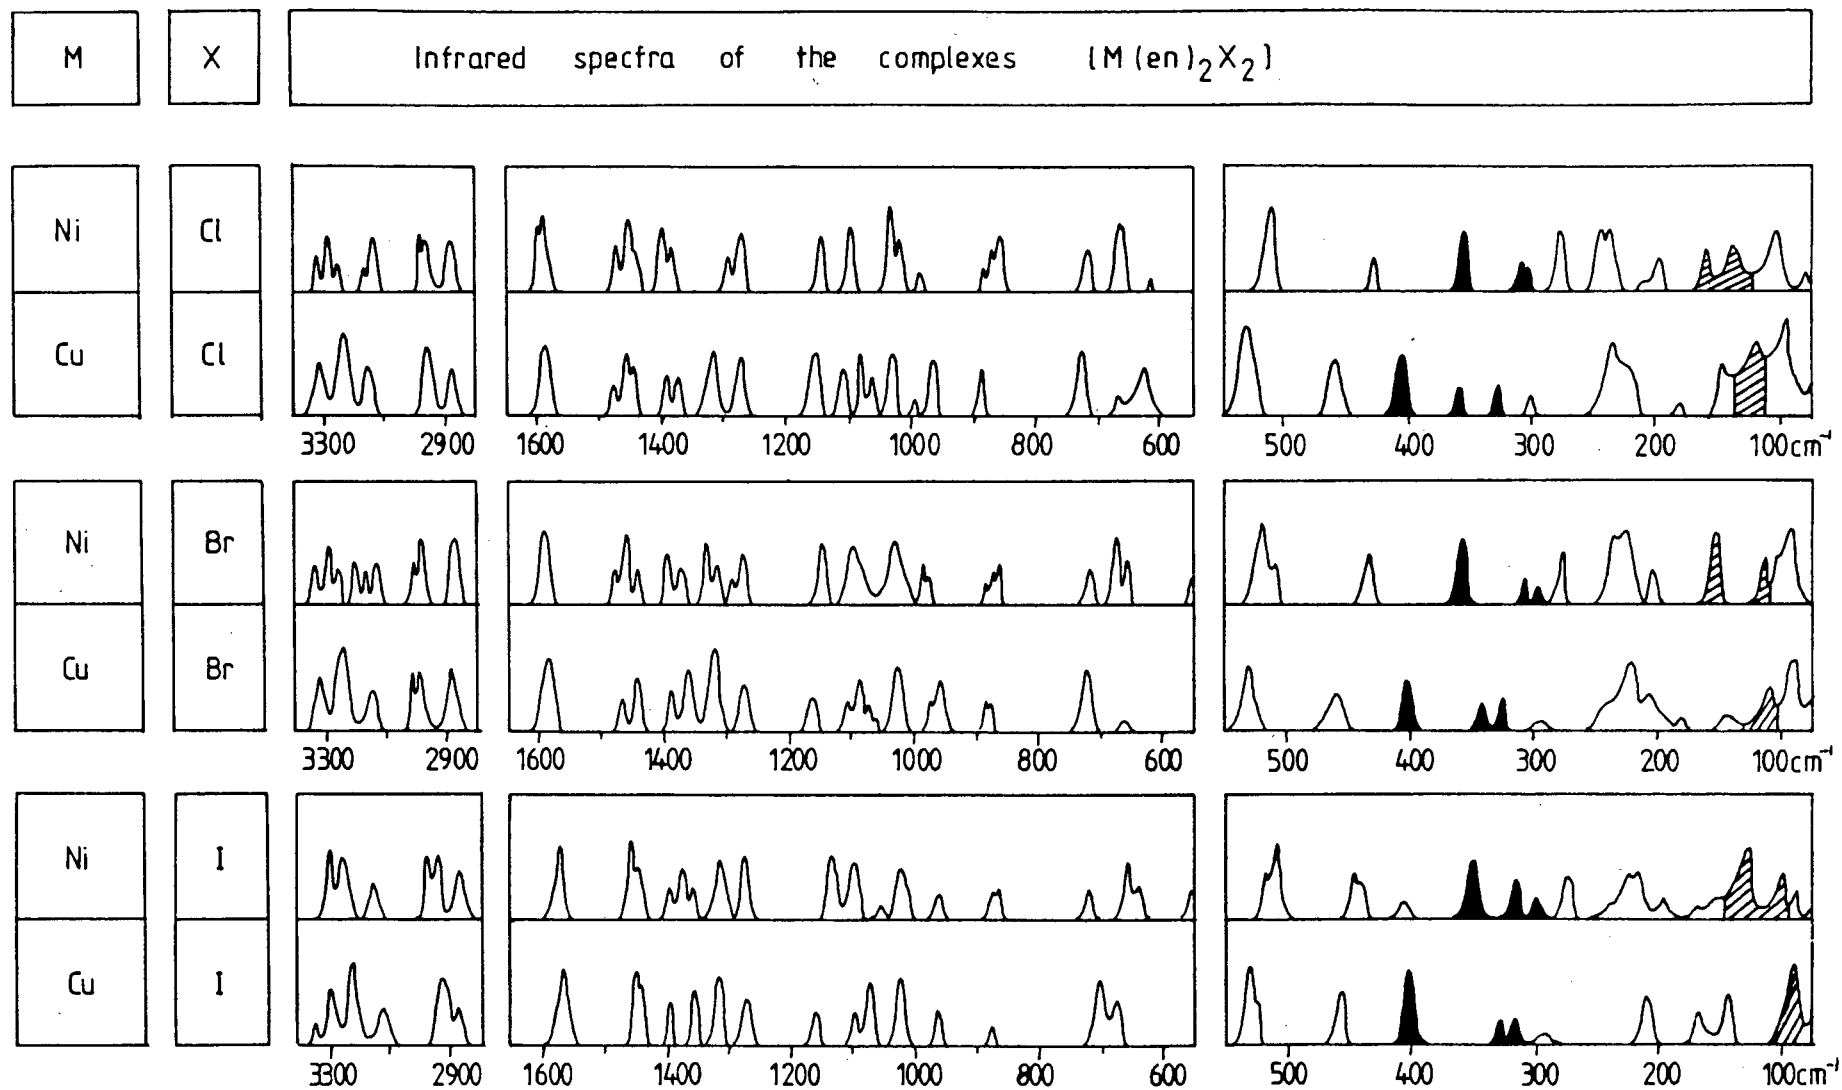 M X Infrared spectra of the complexes [M(en)₂X₂]
Ni Cl
Cu Cl
3300 2900 1600 1400 1200 1000 800 600 500 400 300 200 100cm⁻¹
Ni Br
Cu Br
3300 2900 1600 1400 1200 1000 800 600 500 400 300 200 100cm⁻¹
Ni I
Cu I
3300 2900 1600 1400 1200 1000 800 600 500 400 300 200 100cm⁻¹